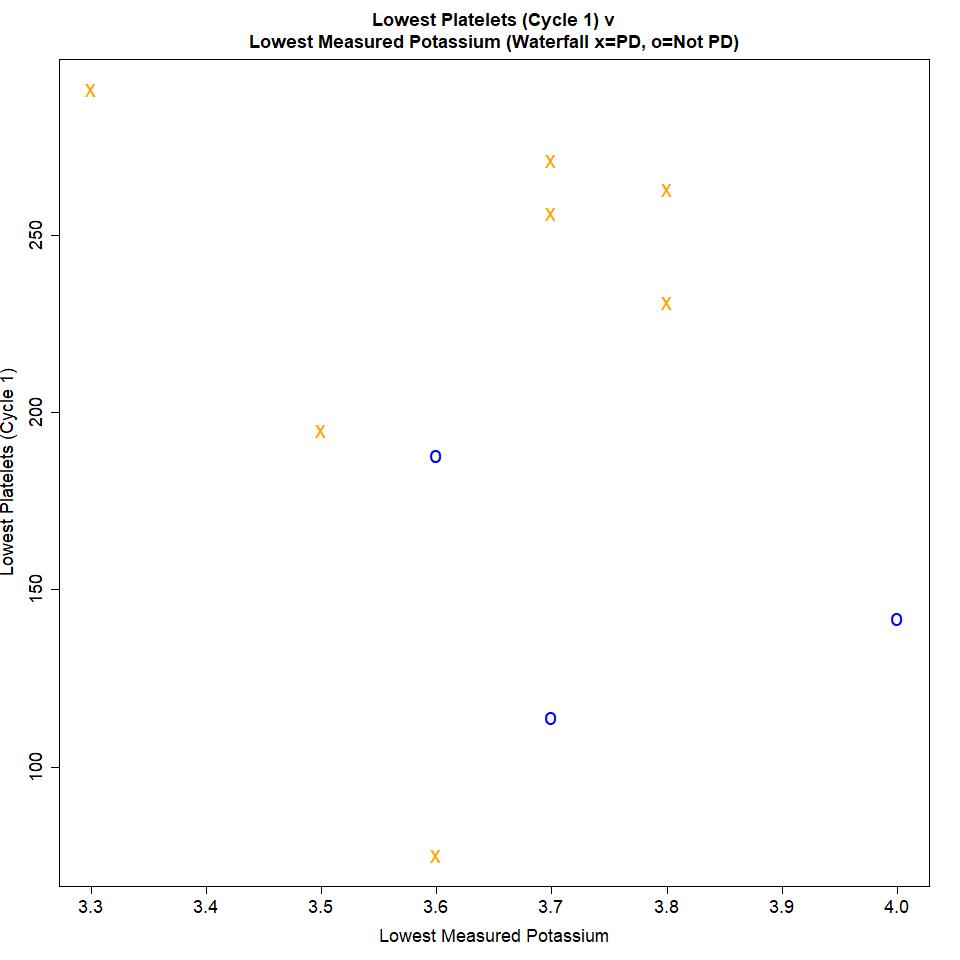 Lowest Platelets (Cycle 1) v
Lowest Measured Potassium (Waterfall x=PD, o=Not PD)
Lowest Platelets (Cycle 1)
250
200
150
100
X
X
X
X
X
X
O
O
O
X
3.3 3.4 3.5 3.6 3.7 3.8 3.9 4.0
Lowest Measured Potassium